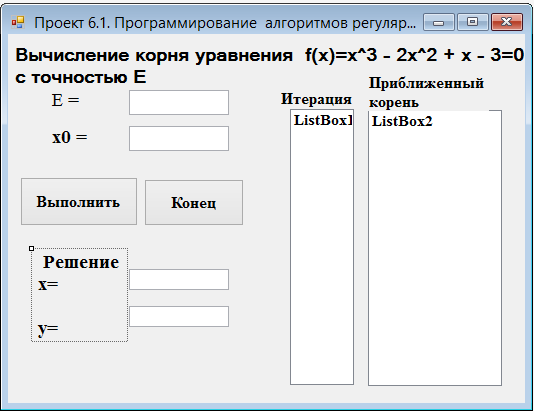 Проект 6.1. Программирование алгоритмов регуляр...
Вычисление корня уравнения f(x)=x^3 - 2x^2 + x - 3=0
с точностью E
E =
x0 =
Итерация
Приближенный
корень
ListBox1
ListBox2
Выполнить
Конец
Решение
x=
y=